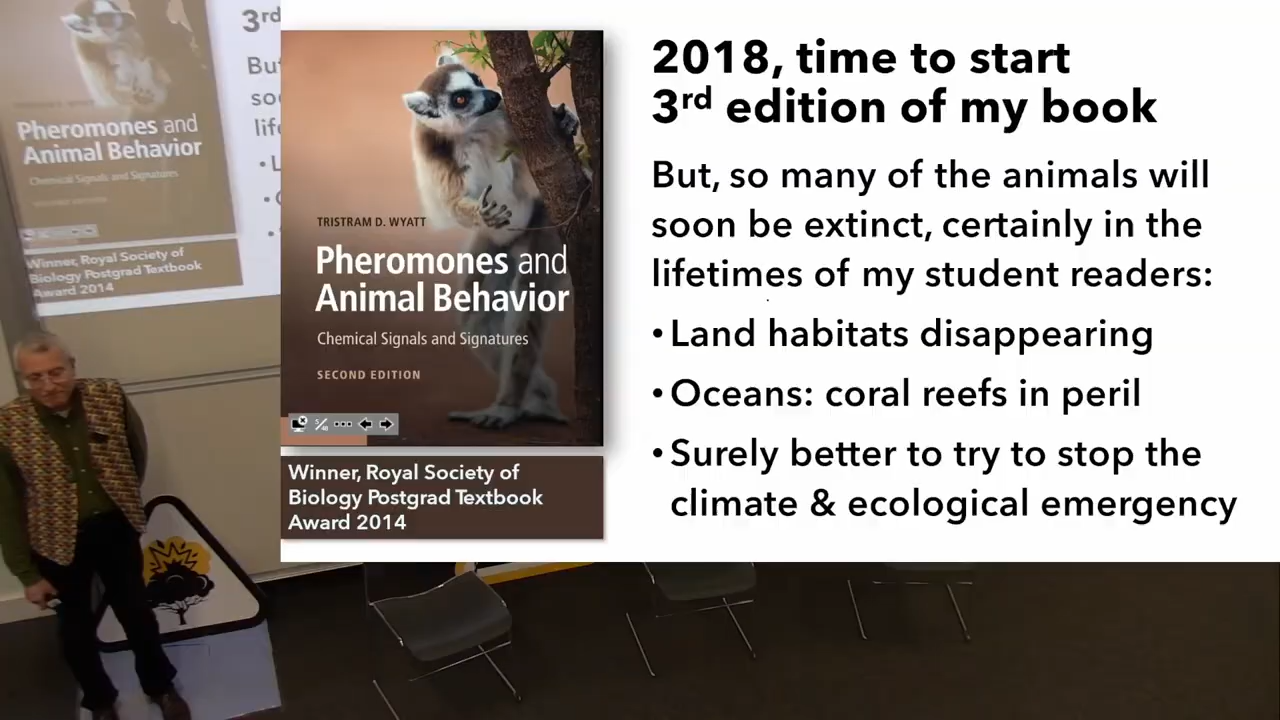 3rd
But
so
lif
• L
Pheromones and
Animal Behavior
Chemical Signals and Signatures
Winner, Royal Society of
Biology Postgrad Textbook
Award 2014
TRISTRAM D. WYATT
Pheromones and
Animal Behavior
Chemical Signals and Signatures
SECOND EDITION
5/48
Winner, Royal Society of
Biology Postgrad Textbook
Award 2014
2018, time to start
3rd edition of my book
But, so many of the animals will
soon be extinct, certainly in the
lifetimes of my student readers:
• Land habitats disappearing
• Oceans: coral reefs in peril
• Surely better to try to stop the
climate & ecological emergency